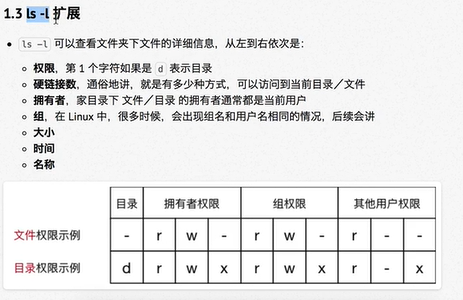 1.3 ls -l 扩展
ls -l 可以查看文件夹下文件的详细信息，从左到右依次是：
权限，第 1 个字符如果是 d 表示目录
硬链接数，通俗地讲，就是有多少种方式，可以访问到当前目录／文件
拥有者，家目录下 文件／目录 的拥有者通常都是当前用户
组，在 Linux 中，很多时候，会出现组名和用户名相同的情况，后续会讲
大小
时间
名称
目录 拥有者权限 组权限 其他用户权限
文件权限示例 - r w - r w - r - -
目录权限示例 d r w x r w x r - x